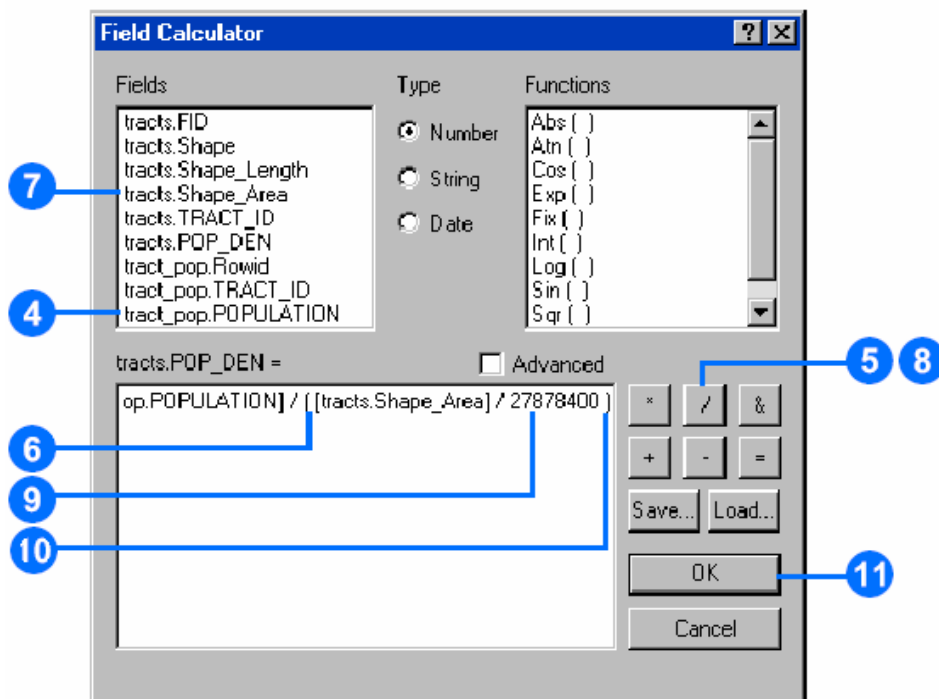 Field Calculator ? X
Fields Type Functions
tracts.FID
tracts.Shape
tracts.Shape_Length
tracts.Shape_Area
tracts.TRACT_ID
tracts.POP_DEN
tract_pop.Rowid
tract_pop.TRACT_ID
tract_pop.POPULATION
Number
String
Date
Abs ( )
Atn ( )
Cos ( )
Exp ( )
Fix ( )
Int ( )
Log ( )
Sin ( )
Sqr ( )
7
4
tracts.POP_DEN =
Advanced
5 8
op.POPULATION] / ( [tracts.Shape_Area] / 27878400 )
* / &
+ - =
Save... Load...
6
9
10
OK
11
Cancel